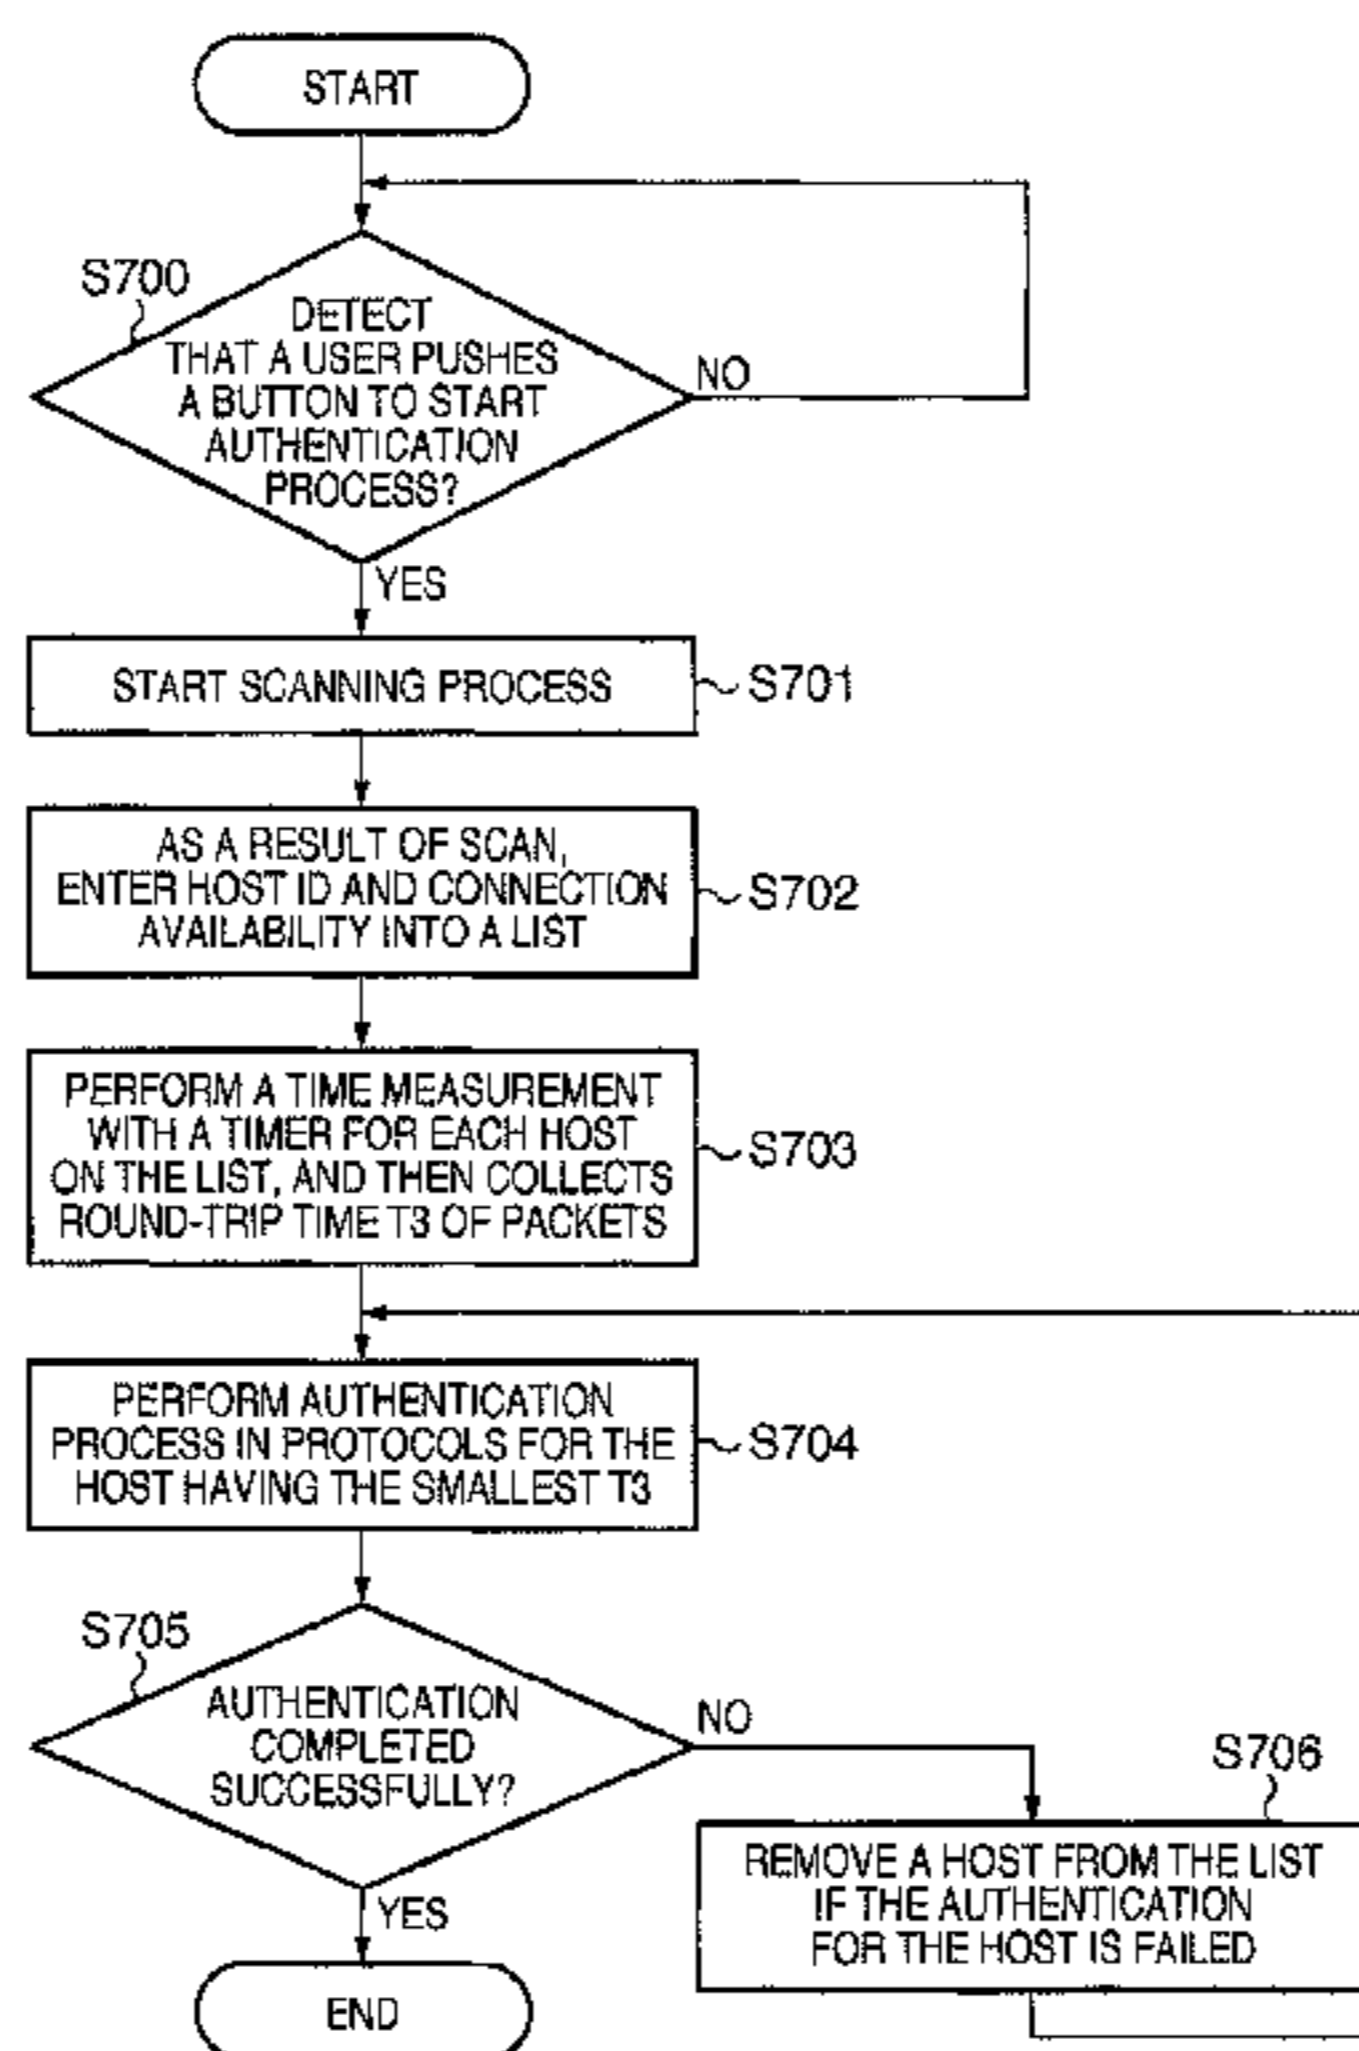 START
S700
DETECT
THAT A USER PUSHES
A BUTTON TO START
AUTHENTICATION
PROCESS?
NO
YES
START SCANNING PROCESS
S701
AS A RESULT OF SCAN,
ENTER HOST ID AND CONNECTION
AVAILABILITY INTO A LIST
S702
PERFORM A TIME MEASUREMENT
WITH A TIMER FOR EACH HOST
ON THE LIST, AND THEN COLLECTS
ROUND-TRIP TIME T3 OF PACKETS
S703
PERFORM AUTHENTICATION
PROCESS IN PROTOCOLS FOR THE
HOST HAVING THE SMALLEST T3
S704
S705
AUTHENTICATION
COMPLETED
SUCCESSFULLY?
NO
YES
S706
REMOVE A HOST FROM THE LIST
IF THE AUTHENTICATION
FOR THE HOST IS FAILED
END